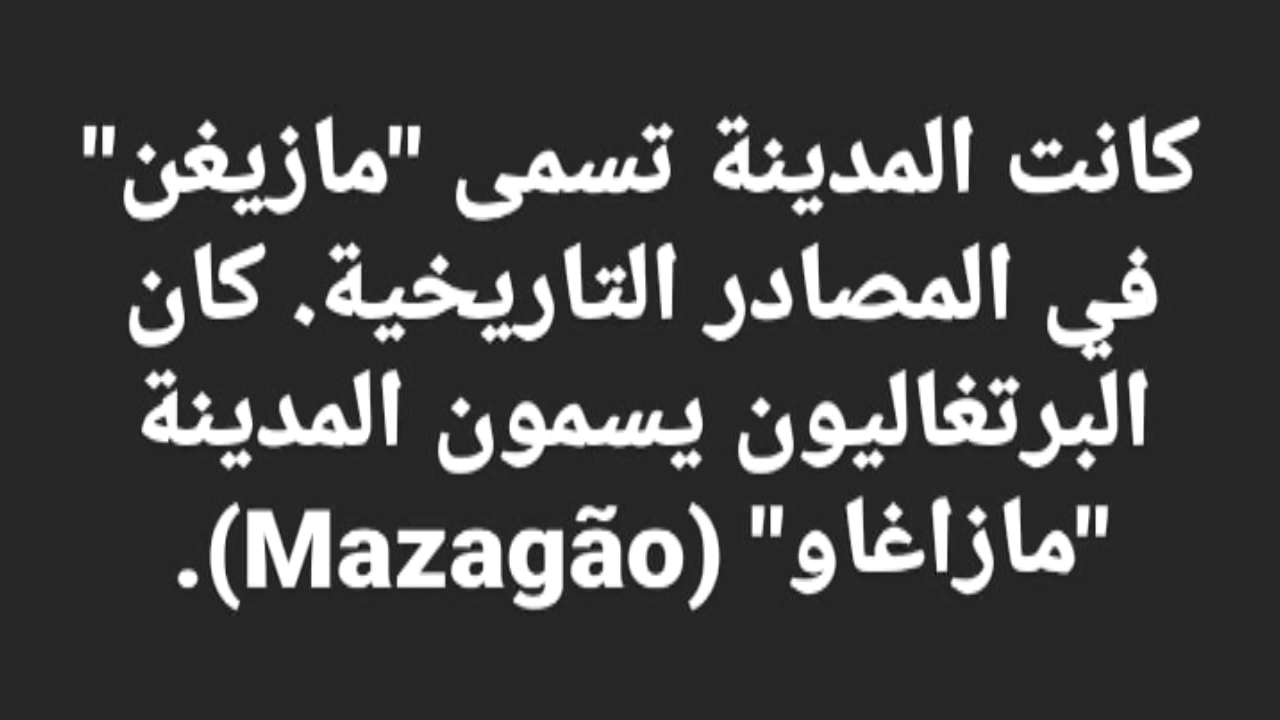 كانت المدينة تسمى "مازيغن"
في المصادر التاريخية. كان
البرتغاليون يسمون المدينة
"مازاغاو" (Mazagão).